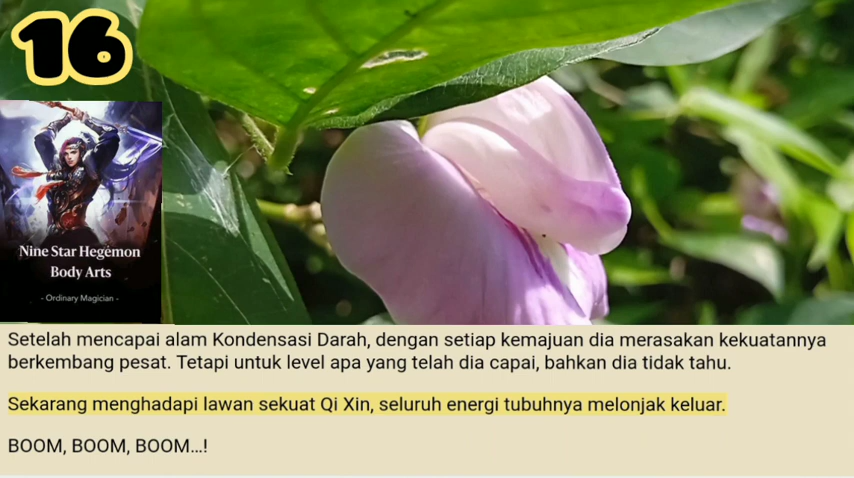 16
Nine Star Hegemon
Body Arts
- Ordinary Magician -
Setelah mencapai alam Kondensasi Darah, dengan setiap kemajuan dia merasakan kekuatannya
berkembang pesat. Tetapi untuk level apa yang telah dia capai, bahkan dia tidak tahu.
Sekarang menghadapi lawan sekuat Qi Xin, seluruh energi tubuhnya melonjak keluar.
BOOM, BOOM, BOOM...!